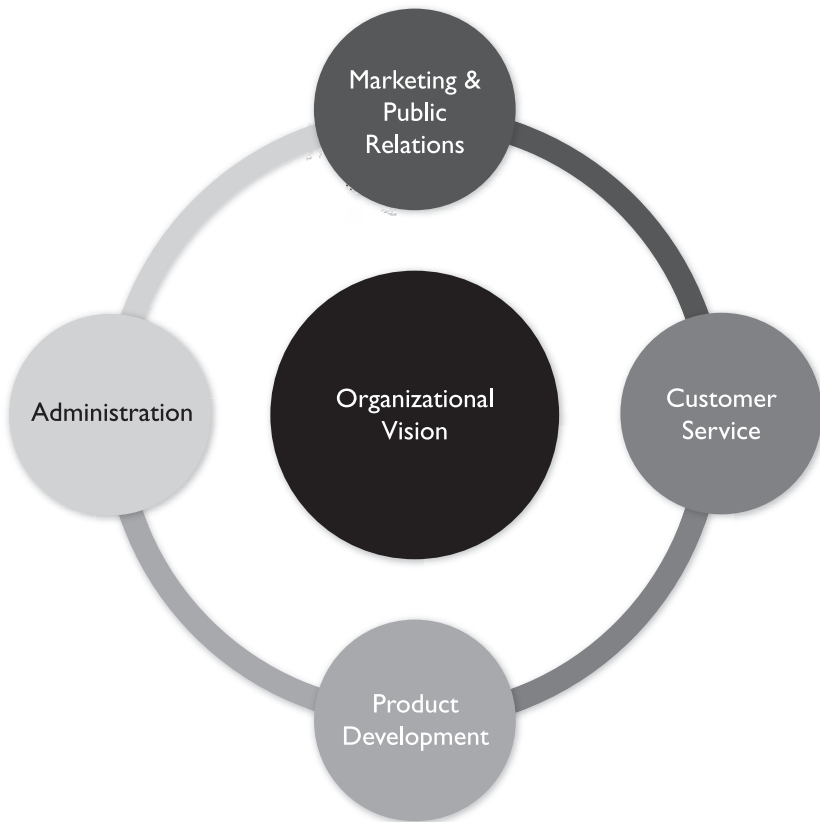 Marketing &
Public
Relations
Administration
Organizational
Vision
Customer
Service
Product
Development